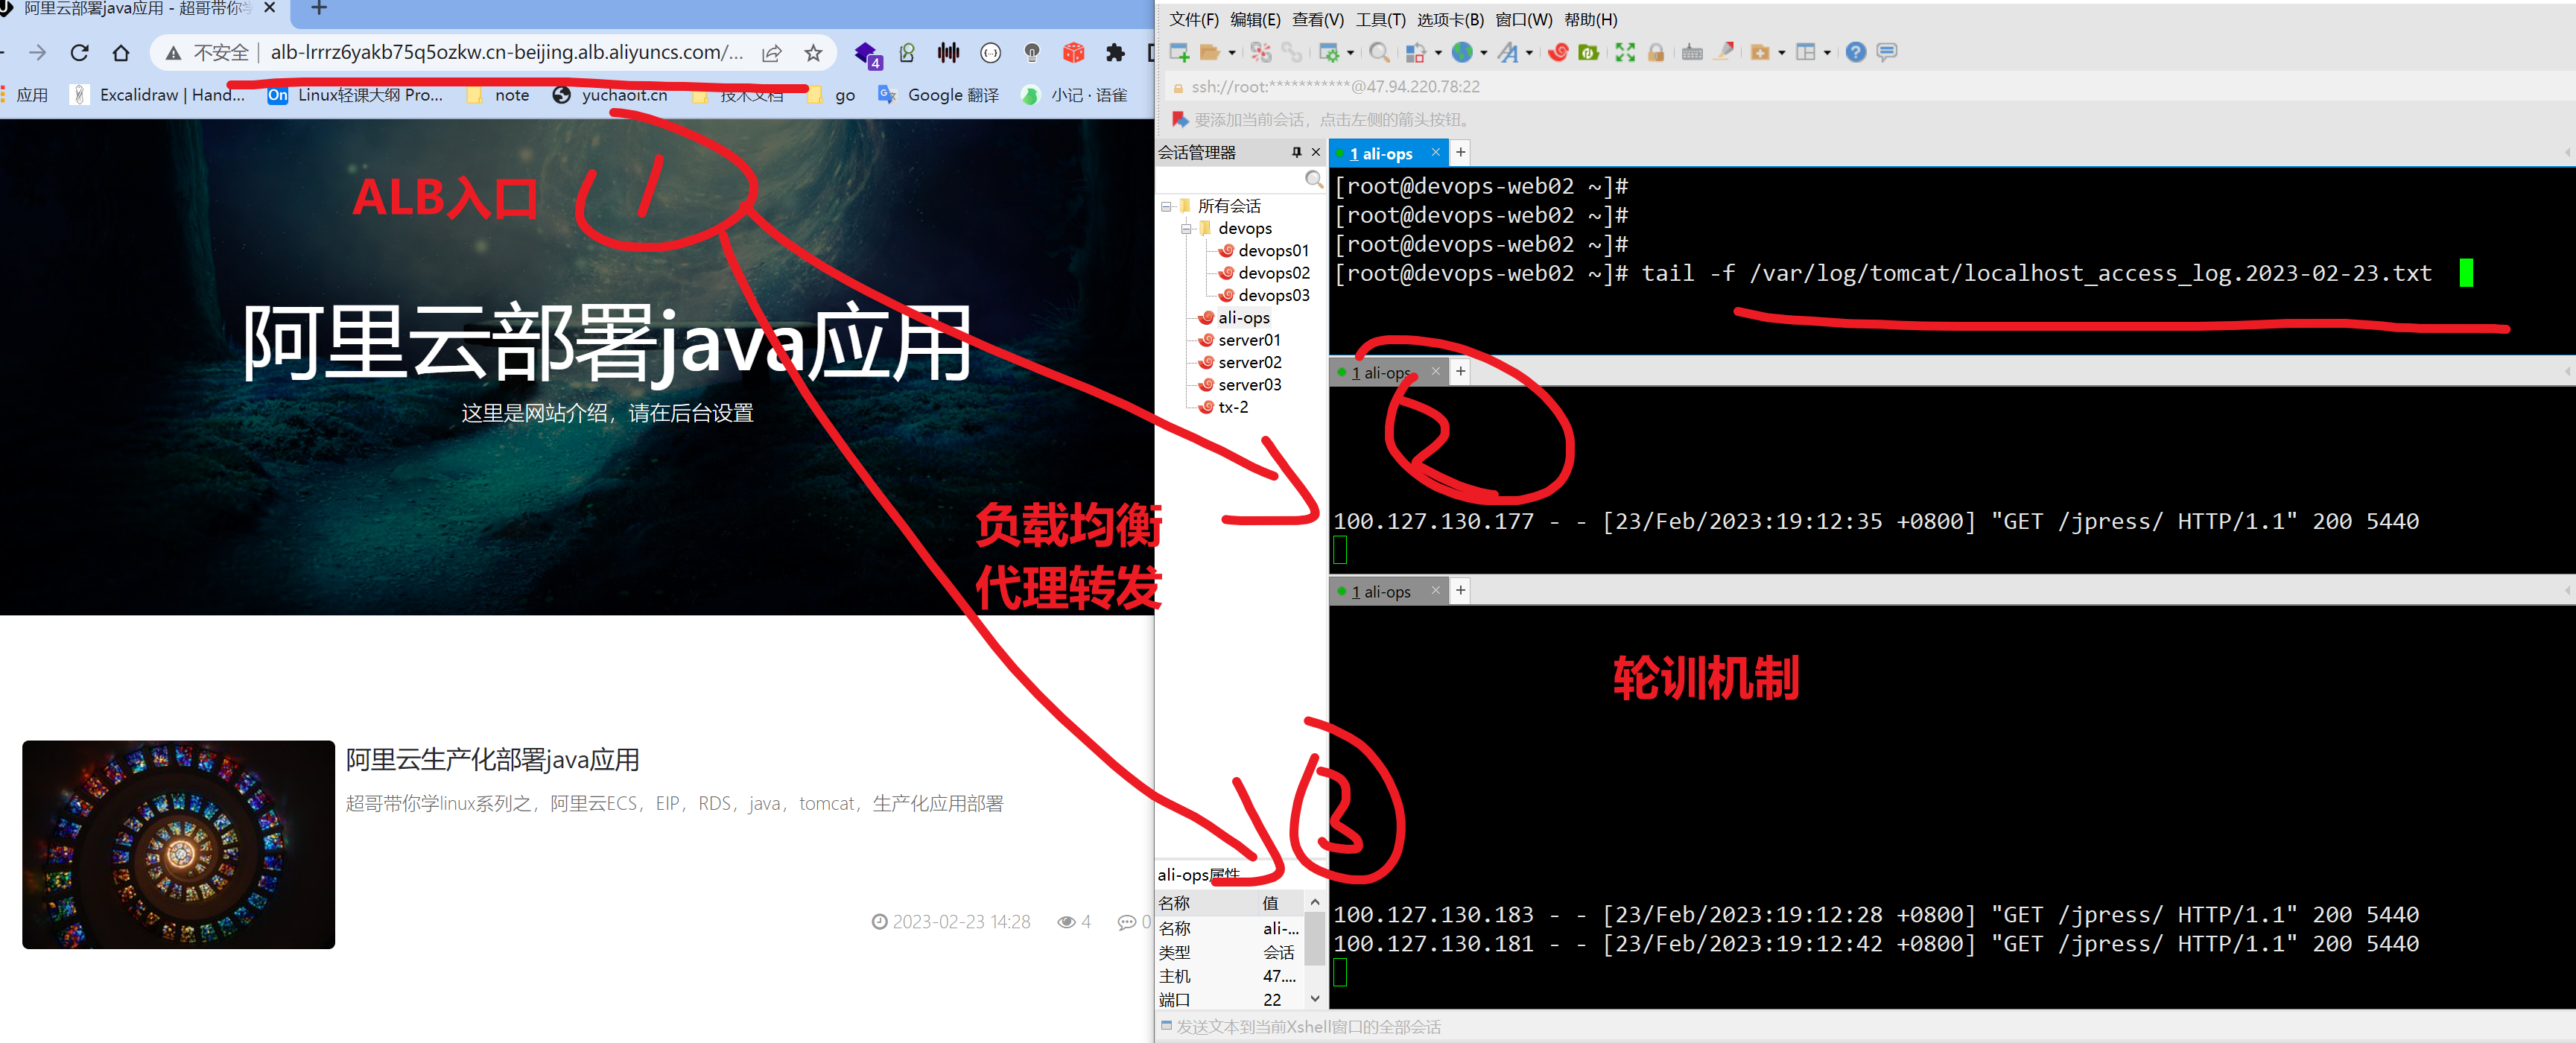 阿里云部署java应用 - 超哥带你学
不安全 | alb-lrrrz6yakb75q5ozkw.cn-beijing.alb.aliyuncs.com/...
4
应用 Excalidraw | Hand... On Linux轻课大纲 Pro... note yuchaoit.cn 技术文档 go Google 翻译 小记 · 语雀
ALB入口
1
阿里云部署java应用
这里是网站介绍，请在后台设置
负载均衡
代理转发
阿里云生产化部署java应用
超哥带你学linux系列之，阿里云ECS，EIP，RDS，java，tomcat，生产化应用部署
2023-02-23 14:28 4 0
文件(F) 编辑(E) 查看(V) 工具(T) 选项卡(B) 窗口(W) 帮助(H)
ssh://root:***********@47.94.220.78:22
要添加当前会话，点击左侧的箭头按钮。
会话管理器
所有会话
devops
devops01
devops02
devops03
ali-ops
server01
server02
server03
tx-2
ali-ops属性
名称 值
名称 ali-...
类型 会话
主机 47....
端口 22
1 ali-ops
[root@devops-web02 ~]#
[root@devops-web02 ~]#
[root@devops-web02 ~]#
[root@devops-web02 ~]# tail -f /var/log/tomcat/localhost_access_log.2023-02-23.txt
1 ali-ops
2
100.127.130.177 - - [23/Feb/2023:19:12:35 +0800] "GET /jpress/ HTTP/1.1" 200 5440
1 ali-ops
轮训机制
3
100.127.130.183 - - [23/Feb/2023:19:12:28 +0800] "GET /jpress/ HTTP/1.1" 200 5440
100.127.130.181 - - [23/Feb/2023:19:12:42 +0800] "GET /jpress/ HTTP/1.1" 200 5440
发送文本到当前Xshell窗口的全部会话